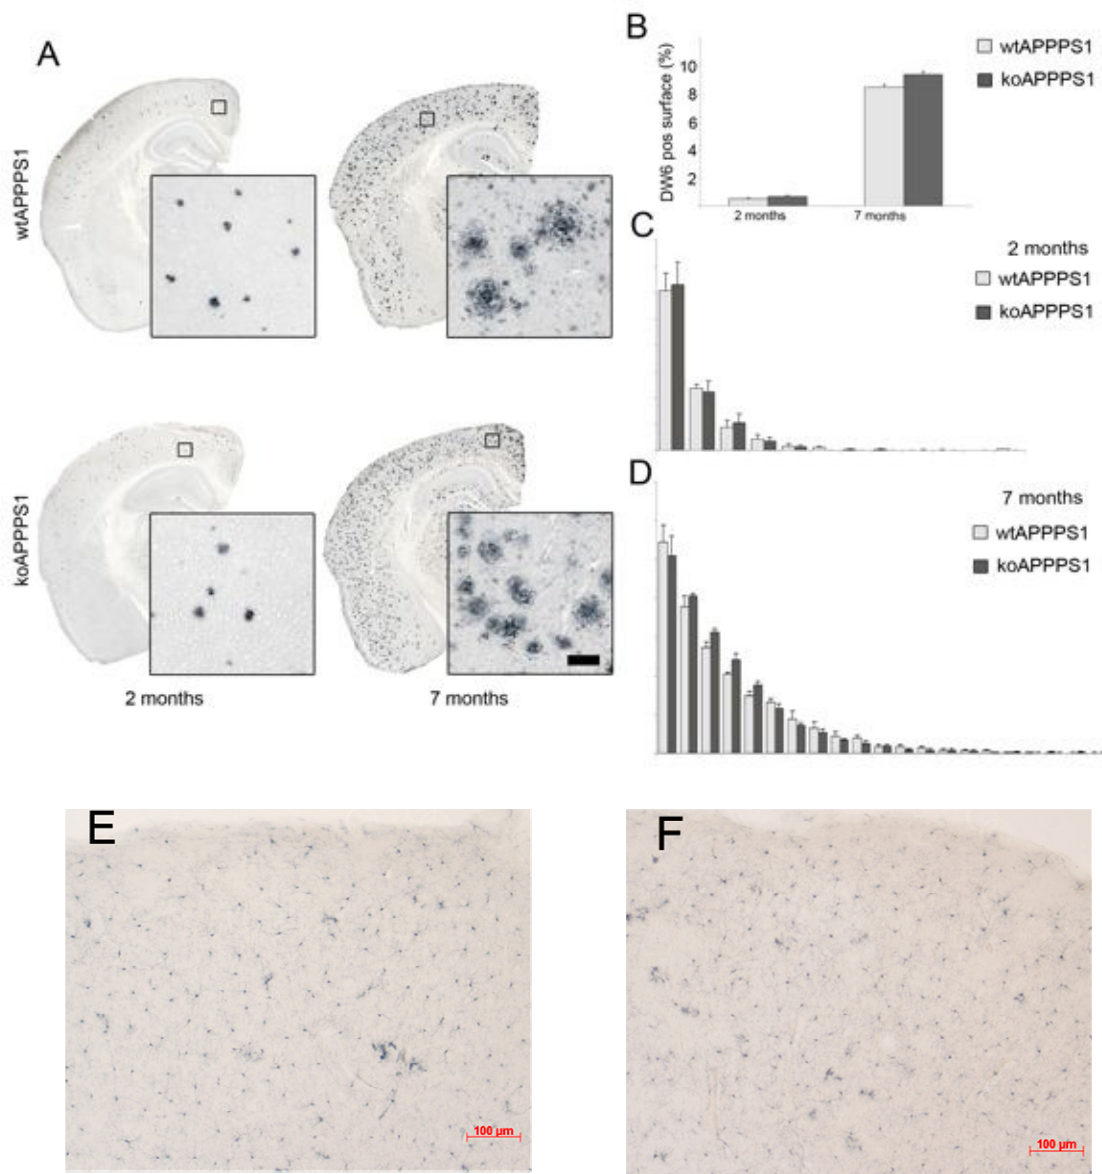 A
wtAPPPS1
koAPPPS1
2 months
7 months
B
DW6 pos surface (%)
10
8
6
4
2
2 months
7 months
wtAPPPS1
koAPPPS1
C
2 months
wtAPPPS1
koAPPPS1
D
7 months
wtAPPPS1
koAPPPS1
E
100 µm
F
100 µm